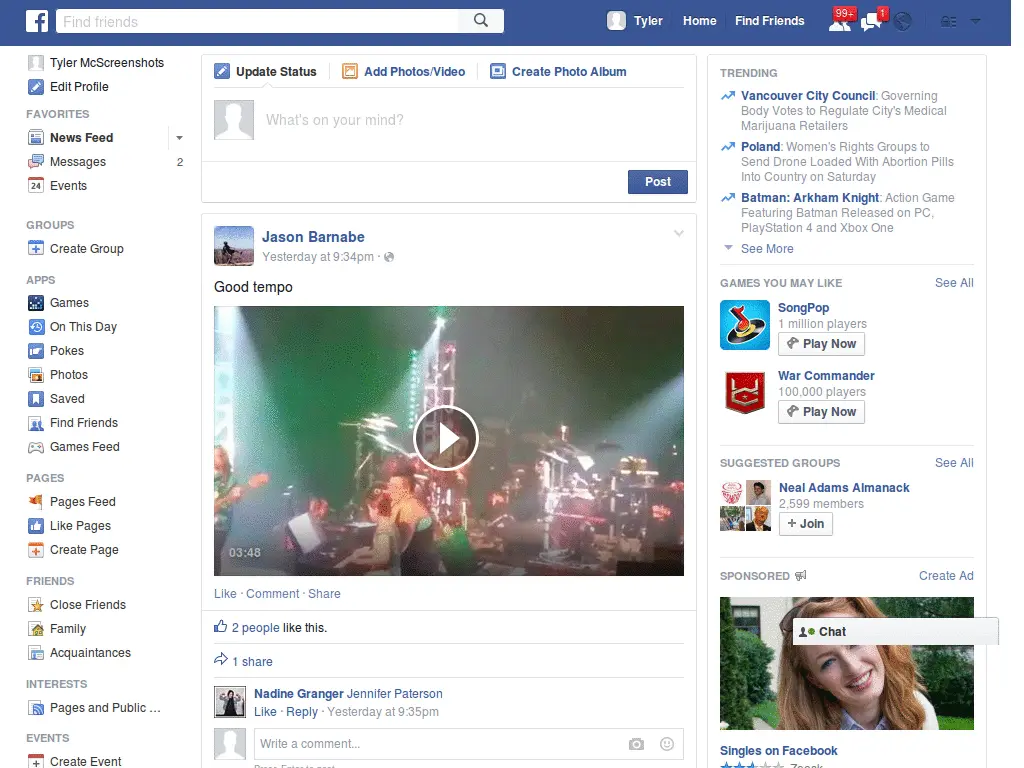 f
Find friends
Tyler
Home
Find Friends
99+
1
Tyler McScreenshots
Edit Profile
FAVORITES
News Feed
Messages
2
24
Events
GROUPS
Create Group
APPS
Games
On This Day
Pokes
Photos
Saved
Find Friends
Games Feed
PAGES
Pages Feed
Like Pages
Create Page
FRIENDS
Close Friends
Family
Acquaintances
INTERESTS
Pages and Public ...
EVENTS
Create Event
Update Status
Add Photos/Video
Create Photo Album
What's on your mind?
Post
Jason Barnabe
Yesterday at 9:34pm ·
Good tempo
03:48
Like · Comment · Share
2 people like this.
1 share
Nadine Granger Jennifer Paterson
Like · Reply · Yesterday at 9:35pm
Write a comment...
Press Enter to post.
TRENDING
Vancouver City Council: Governing
Body Votes to Regulate City's Medical
Marijuana Retailers
Poland: Women's Rights Groups to
Send Drone Loaded With Abortion Pills
Into Country on Saturday
Batman: Arkham Knight: Action Game
Featuring Batman Released on PC,
PlayStation 4 and Xbox One
See More
GAMES YOU MAY LIKE
See All
SongPop
1 million players
Play Now
War Commander
100,000 players
Play Now
SUGGESTED GROUPS
See All
Neal Adams Almanack
2,599 members
+ Join
SPONSORED
Create Ad
Chat
Singles on Facebook
Zoosk